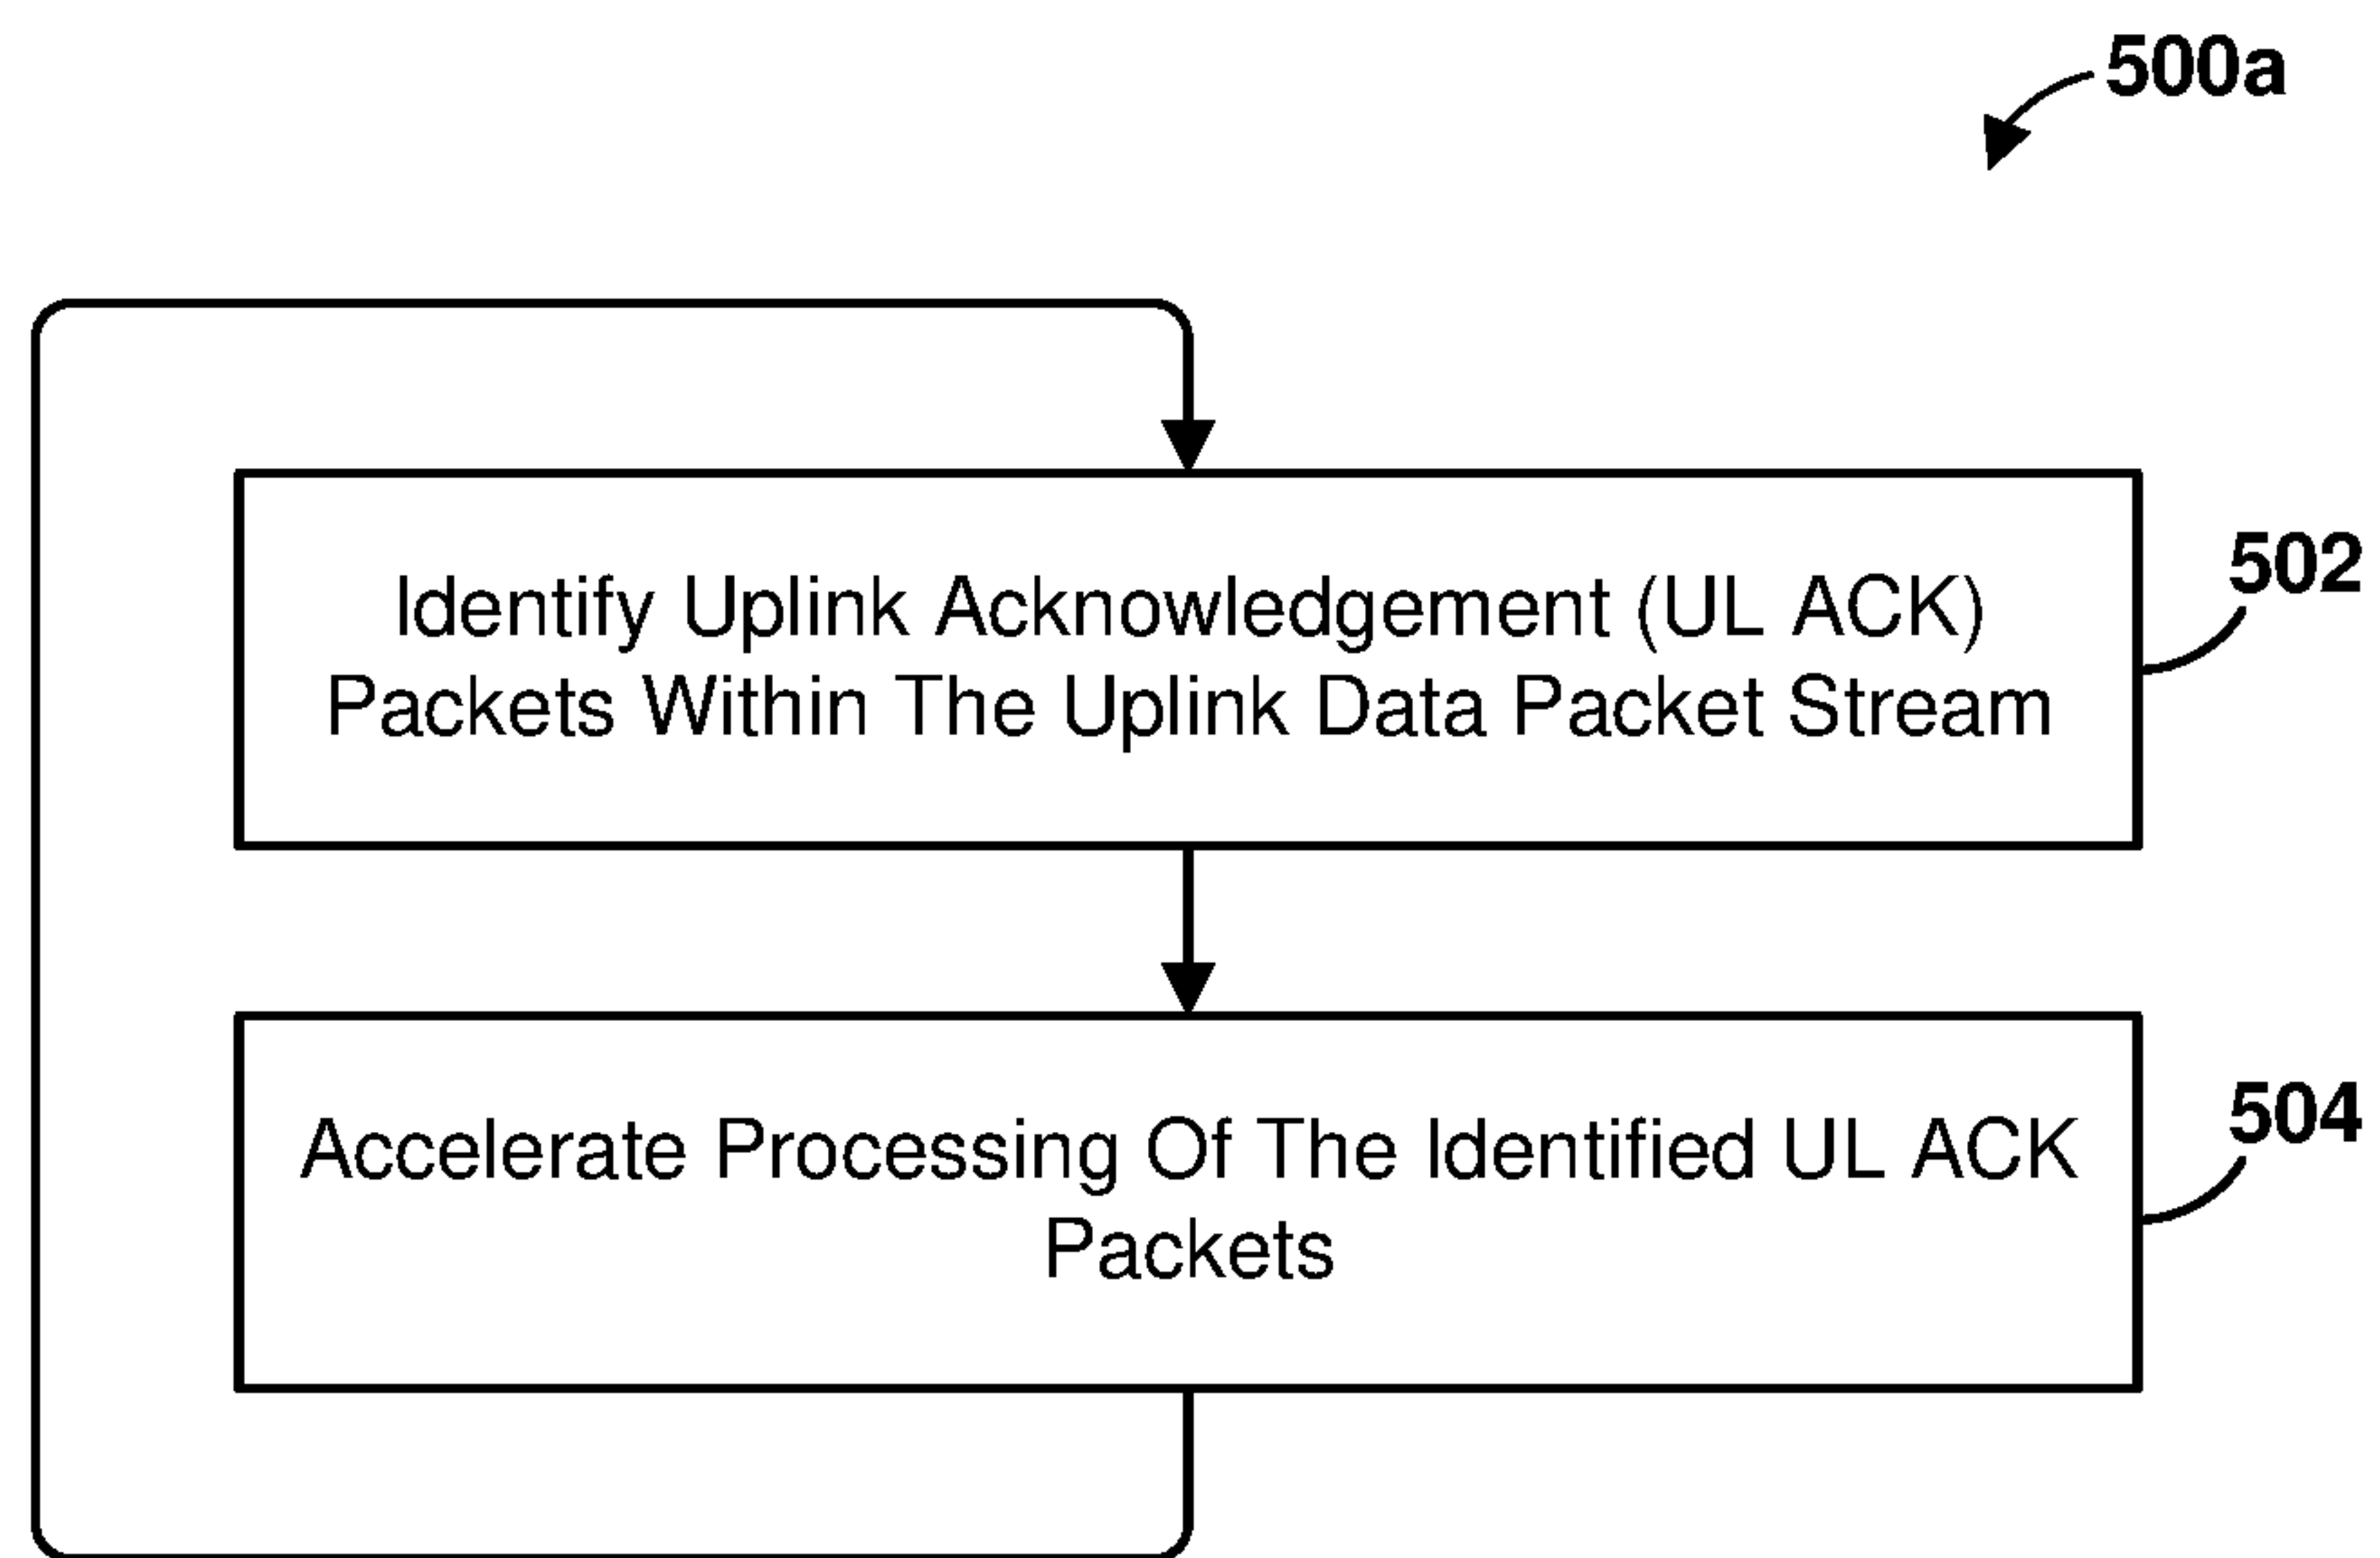 500a
Identify Uplink Acknowledgement (UL ACK)
Packets Within The Uplink Data Packet Stream
502
Accelerate Processing Of The Identified UL ACK
Packets
504